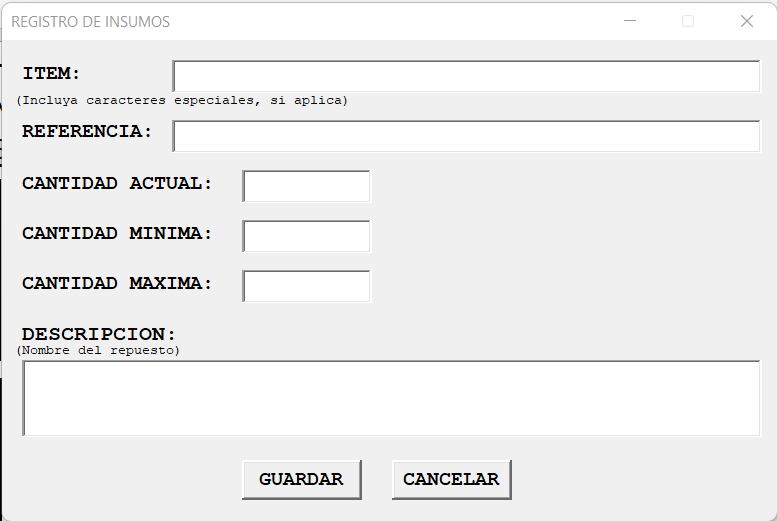 REGISTRO DE INSUMOS
ITEM:
(Incluya caracteres especiales, si aplica)
REFERENCIA:
CANTIDAD ACTUAL:
CANTIDAD MINIMA:
CANTIDAD MAXIMA:
DESCRIPCION:
(Nombre del repuesto)
GUARDAR CANCELAR